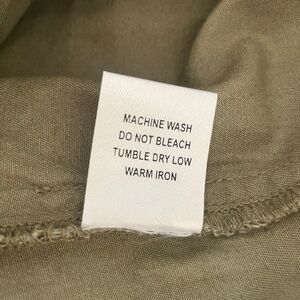 MACHINE WASH
DO NOT BLEACH
TUMBLE DRY LOW
WARM IRON